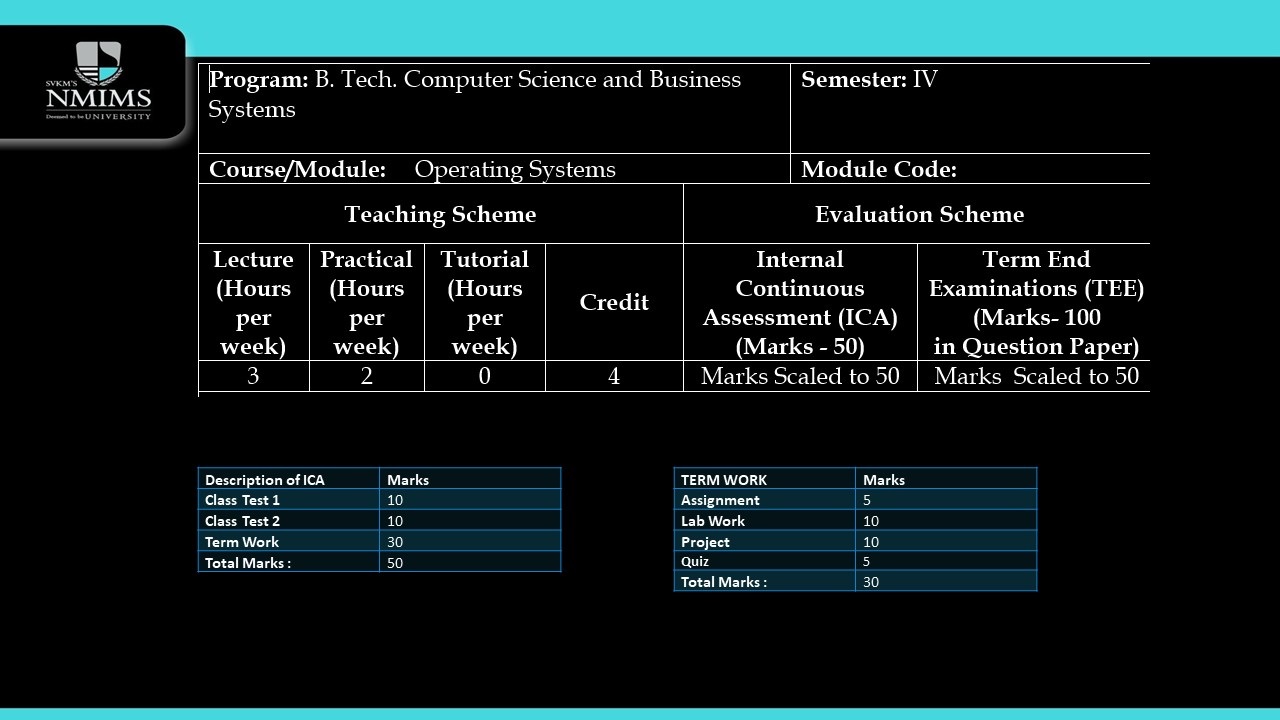 SVKM'S
NMIMS
Deemed to be UNIVERSITY
Program: B. Tech. Computer Science and Business
Systems
Semester: IV
Course/Module: Operating Systems
Module Code:
Teaching Scheme
Evaluation Scheme
Lecture
(Hours
per
week)
Practical
(Hours
per
week)
Tutorial
(Hours
per
week)
Credit
Internal
Continuous
Assessment (ICA)
(Marks - 50)
Term End
Examinations (TEE)
(Marks- 100
in Question Paper)
3
2
0
4
Marks Scaled to 50
Marks Scaled to 50
Description of ICA Marks
Class Test 1 10
Class Test 2 10
Term Work 30
Total Marks : 50
TERM WORK Marks
Assignment 5
Lab Work 10
Project 10
Quiz 5
Total Marks : 30